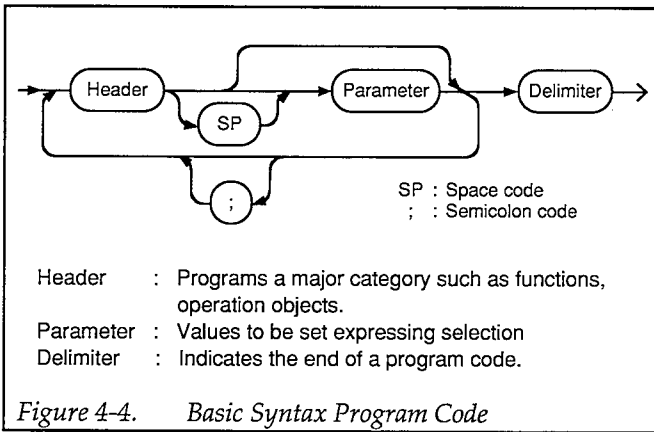 Header
Parameter
Delimiter
SP
;
SP : Space code
; : Semicolon code
Header : Programs a major category such as functions,
operation objects.
Parameter : Values to be set expressing selection
Delimiter : Indicates the end of a program code.
Figure 4-4. Basic Syntax Program Code